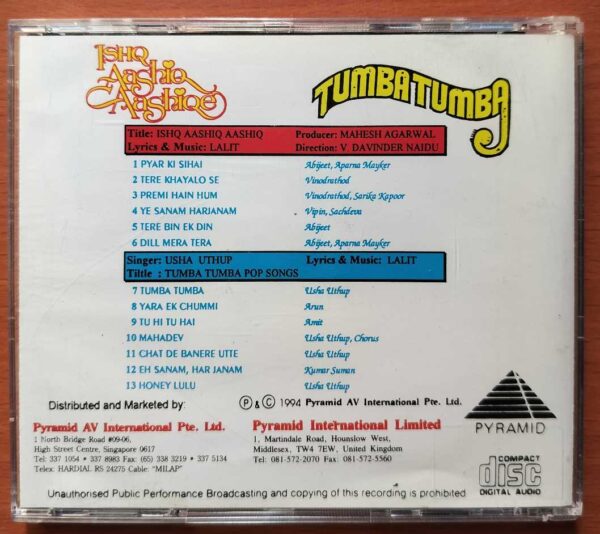 ISHQ
Aashiq
Aashiqé
TUMBA TUMBA
Title: ISHQ AASHIQ AASHIQ Producer: MAHESH AGARWAL
Lyrics & Music: LALIT Direction: V. DAVINDER NAIDU
1 PYAR KI SIHAI Abijeet, Aparna Mayker
2 TERE KHAYALO SE Vinodrathod
3 PREMI HAIN HUM Vinodrathod, Sarika Kapoor
4 YE SANAM HARJANAM Vipin, Sachdeva
5 TERE BIN EK DIN Abijeet
6 DILL MERA TERA Abijeet, Aparna Mayker
Singer: USHA UTHUP Lyrics & Music: LALIT
Tiltle : TUMBA TUMBA POP SONGS
7 TUMBA TUMBA Usha Uthup
8 YARA EK CHUMMI Arun
9 TU HI TU HAI Amit
10 MAHADEV Usha Uthup, Chorus
11 CHAT DE BANERE UTTE Usha Uthup
12 EH SANAM, HAR JANAM Kumar Suman
13 HONEY LULU Usha Uthup
Distributed and Marketed by: Ⓟ & © 1994 Pyramid AV International Pte. Ltd.
Pyramid AV International Pte. Ltd. Pyramid International Limited
1 North Bridge Road #09-06, 1, Martindale Road, Hounslow West,
High Street Centre, Singapore 0617 Middlesex, TW4 7EW, United Kingdom
Tel: 337 1054 • 337 8983 Fax: (65) 338 3219 • 337 5134 Tel: 081-572-2070 Fax: 081-572-5560
Telex: HARDIAL RS 24275 Cable: "MILAP"
PYRAMID
COMPACT
disc
DIGITAL AUDIO
Unauthorised Public Performance Broadcasting and copying of this recording is prohibited